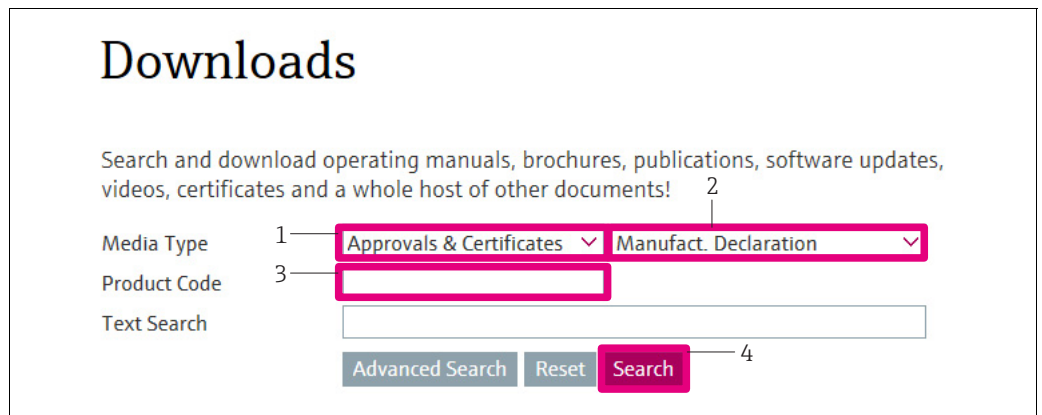 Downloads
Search and download operating manuals, brochures, publications, software updates,
videos, certificates and a whole host of other documents!
2
Media Type 1 Approvals & Certificates Manufact. Declaration
Product Code 3
Text Search
Advanced Search Reset Search 4